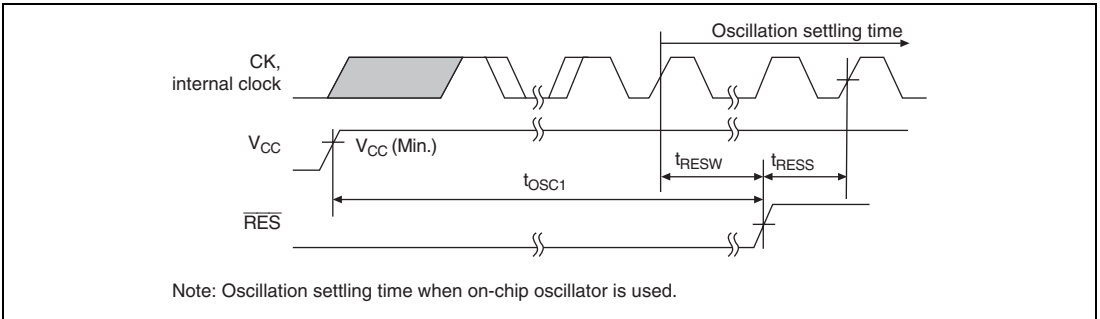 Oscillation settling time
CK,
internal clock
VCC
VCC (Min.)
tRESW
tRESS
tOSC1
RES
Note: Oscillation settling time when on-chip oscillator is used.